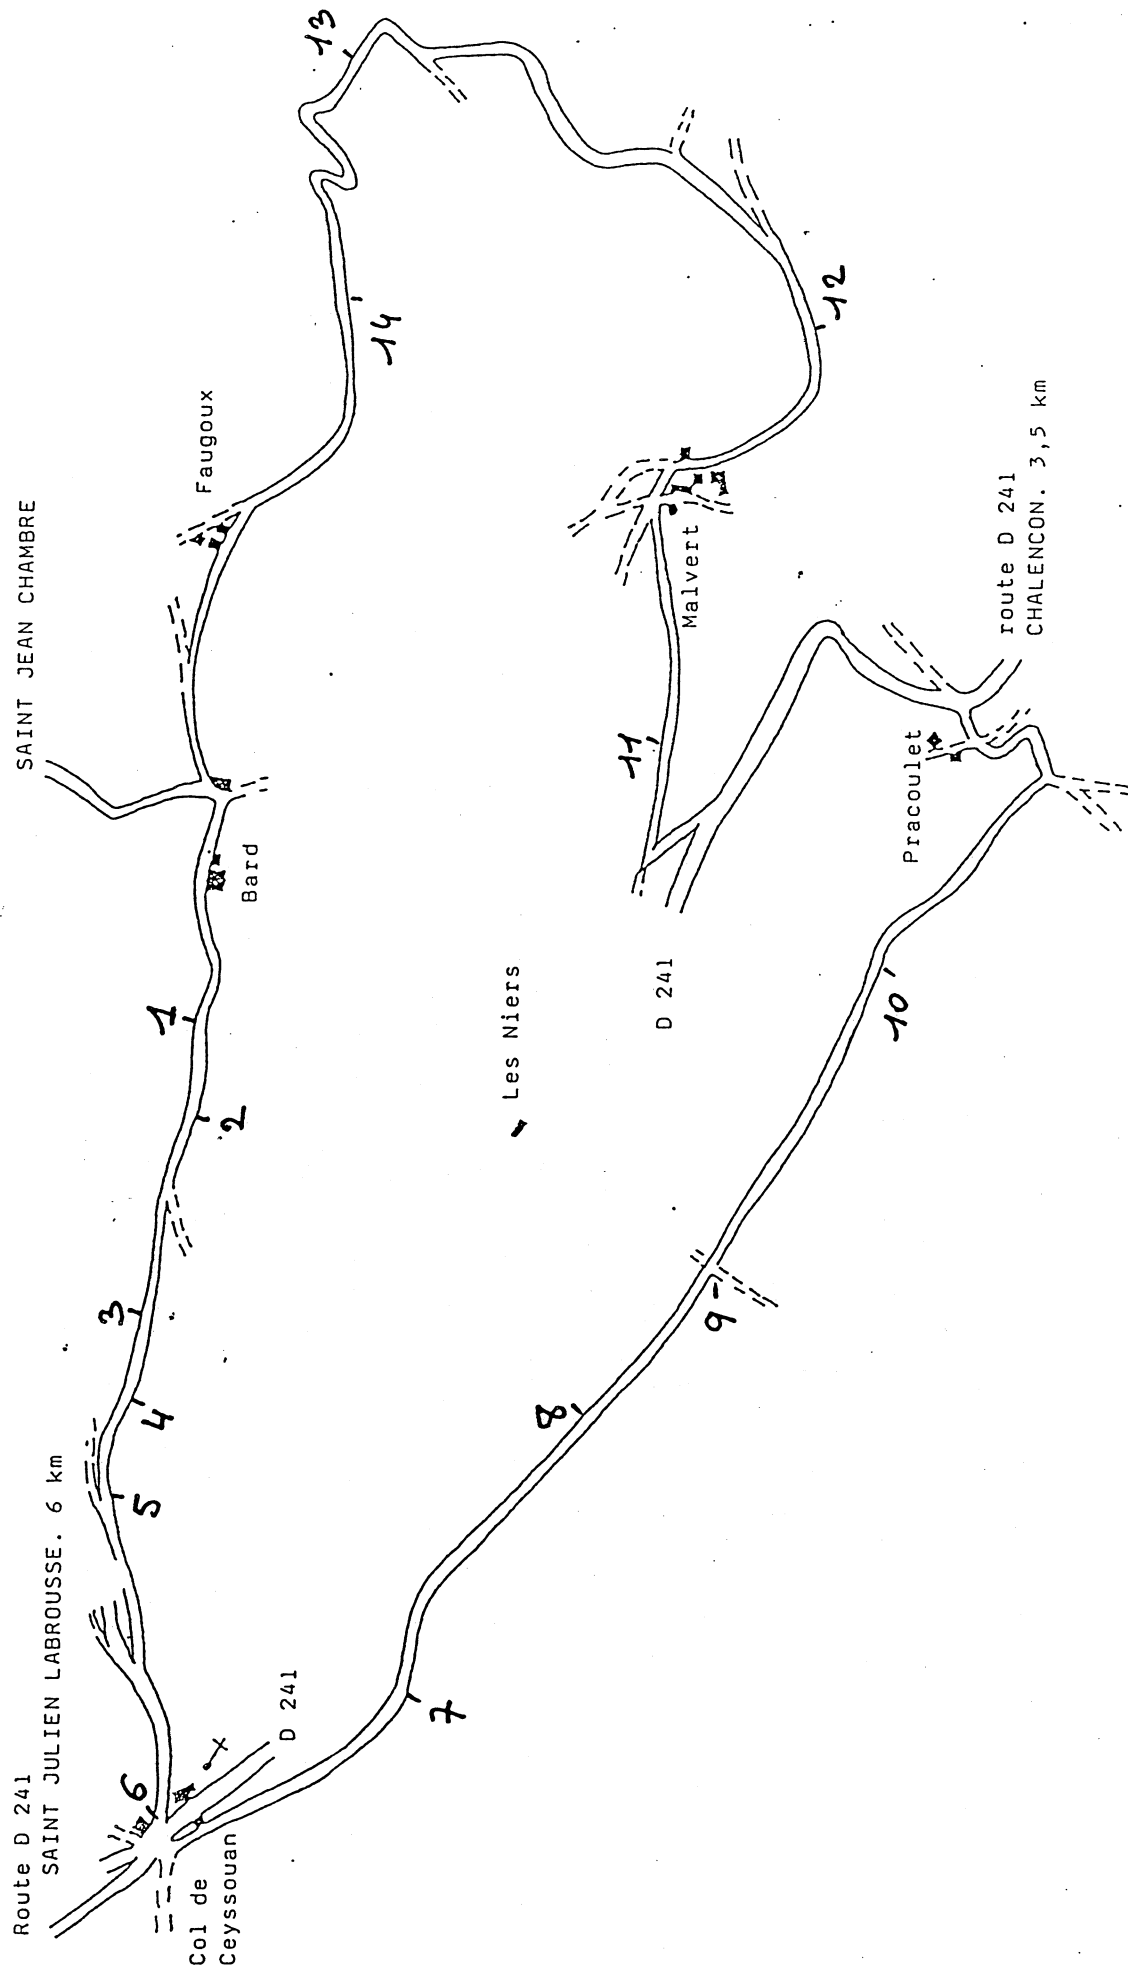 Route D 241
SAINT JULIEN LABROUSSE. 6 km
SAINT JEAN CHAMBRE
Faugoux
13
14
Bard
1
2
3
4
5
6
Col de
Ceyssouan
D 241
7
Les Niers
8
9
D 241
10
11
Malvert
12
Pracoulet
route D 241
CHALENCON. 3,5 km